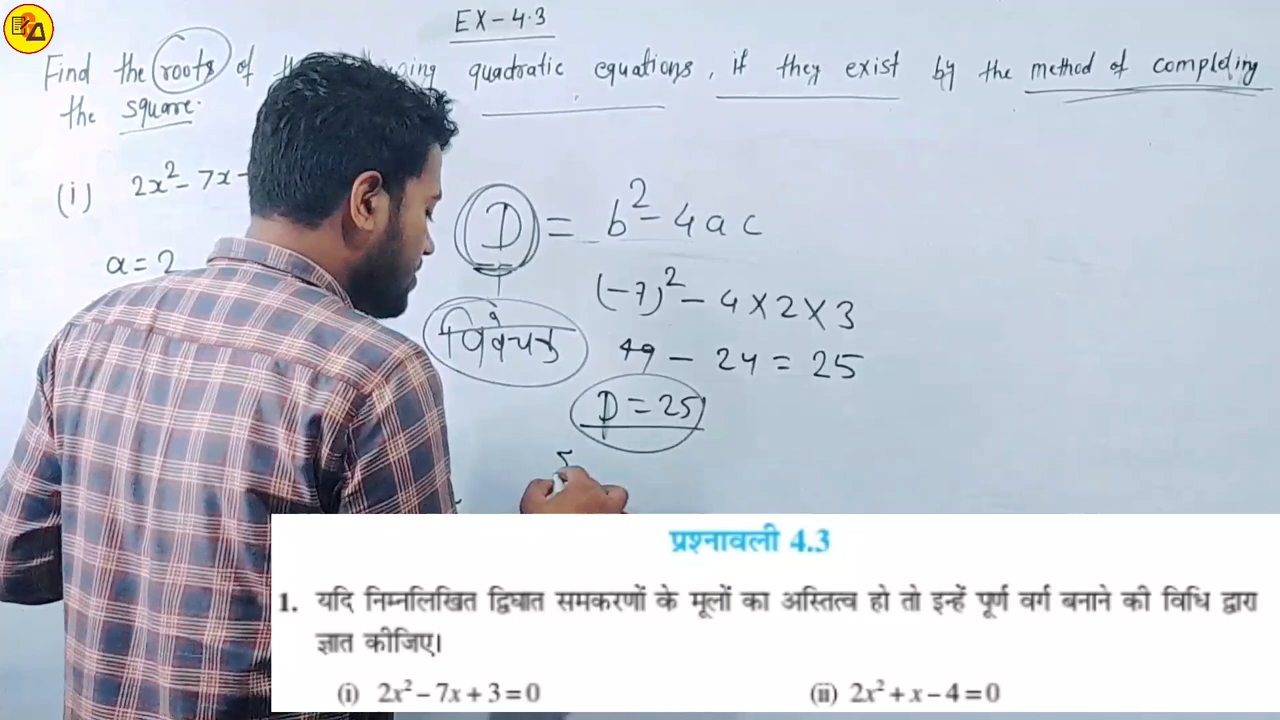 EX-4.3
Find the roots of quadratic equations, if they exist by the method of completing
the square.
(i) 2x² - 7x
a = 2
D = b² - 4ac
विवेचक
(-7)² - 4×2×3
49 - 24 = 25
D = 25
प्रश्नावली 4.3
1. यदि निम्नलिखित द्विघात समकरणों के मूलों का अस्तित्व हो तो इन्हें पूर्ण वर्ग बनाने की विधि द्वारा
ज्ञात कीजिए।
(i) 2x² – 7x + 3 = 0 (ii) 2x² + x – 4 = 0